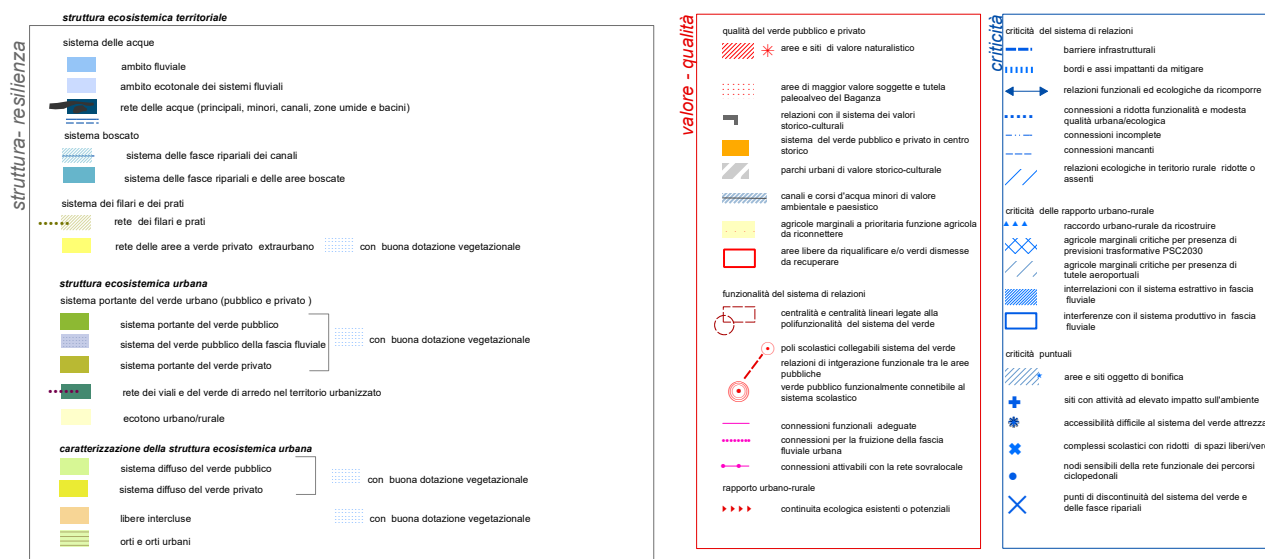 struttura- resilienza
struttura ecosistemica territoriale
sistema delle acque
ambito fluviale
ambito ecotonale dei sistemi fluviali
rete delle acque (principali, minori, canali, zone umide e bacini)
sistema boscato
sistema delle fasce ripariali dei canali
sistema delle fasce ripariali e delle aree boscate
sistema dei filari e dei prati
rete dei filari e prati
rete delle aree a verde privato extraurbano
con buona dotazione vegetazionale
struttura ecosistemica urbana
sistema portante del verde urbano (pubblico e privato )
sistema portante del verde pubblico
sistema del verde pubblico della fascia fluviale
con buona dotazione vegetazionale
sistema portante del verde privato
rete dei viali e del verde di arredo nel territorio urbanizzato
ecotono urbano/rurale
caratterizzazione della struttura ecosistemica urbana
sistema diffuso del verde pubblico
con buona dotazione vegetazionale
sistema diffuso del verde privato
libere intercluse
con buona dotazione vegetazionale
orti e orti urbani
valore - qualità
qualità del verde pubblico e privato
aree e siti di valore naturalistico
aree di maggior valore soggette e tutela
paleoalveo del Baganza
relazioni con il sistema dei valori
storico-culturali
sistema del verde pubblico e privato in centro
storico
parchi urbani di valore storico-culturale
canali e corsi d'acqua minori di valore
ambientale e paesistico
agricole marginali a prioritaria funzione agricola
da riconnettere
aree libere da riqualificare e/o verdi dismesse
da recuperare
funzionalità del sistema di relazioni
centralità e centralità lineari legate alla
polifunzionalità del sistema del verde
poli scolastici collegabili sistema del verde
relazioni di intgerazione funzionale tra le aree
pubbliche
verde pubblico funzionalmente connetibile al
sistema scolastico
connessioni funzionali adeguate
connessioni per la fruizione della fascia
fluviale urbana
connessioni attivabili con la rete sovralocale
rapporto urbano-rurale
continuita ecologica esistenti o potenziali
criticità
criticità del sistema di relazioni
barriere infrastrutturali
bordi e assi impattanti da mitigare
relazioni funzionali ed ecologiche da ricomporre
connessioni a ridotta funzionalità e modesta
qualità urbana/ecologica
connessioni incomplete
connessioni mancanti
relazioni ecologiche in teritorio rurale ridotte o
assenti
criticità delle rapporto urbano-rurale
raccordo urbano-rurale da ricostruire
agricole marginali critiche per presenza di
previsioni trasformative PSC2030
agricole marginali critiche per presenza di
tutele aeroportuali
interrelazioni con il sistema estrattivo in fascia
fluviale
interferenze con il sistema produttivo in fascia
fluviale
criticità puntuali
aree e siti oggetto di bonifica
siti con attività ad elevato impatto sull'ambiente
accessibilità difficile al sistema del verde attrezza
complessi scolastici con ridotti di spazi liberi/verd
nodi sensibili della rete funzionale dei percorsi
ciclopedonali
punti di discontinuità del sistema del verde e
delle fasce ripariali